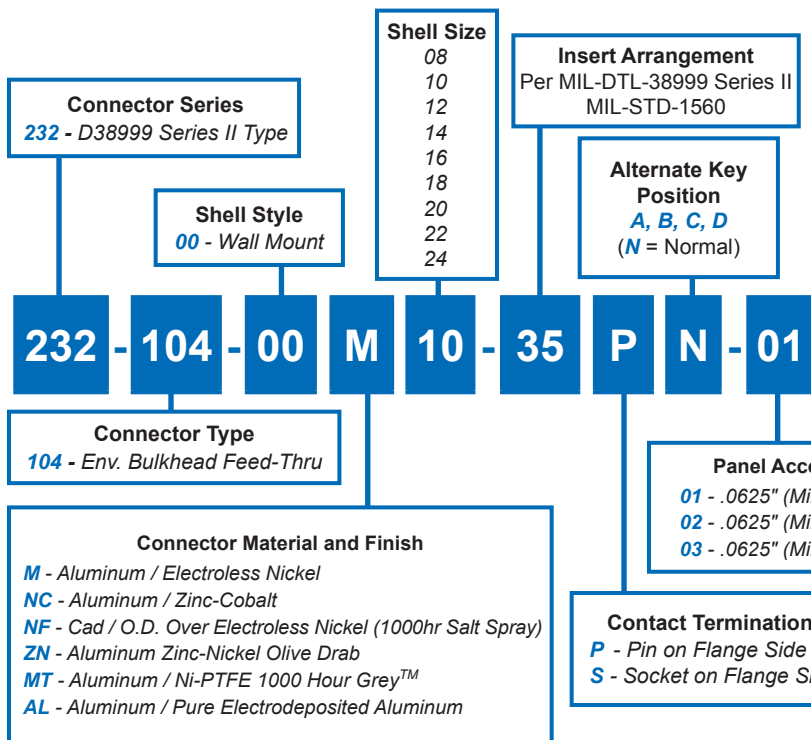 Connector Series
232 - D38999 Series II Type
Shell Style
00 - Wall Mount
Shell Size
08
10
12
14
16
18
20
22
24
Insert Arrangement
Per MIL-DTL-38999 Series II
MIL-STD-1560
Alternate Key
Position
A, B, C, D
(N = Normal)
232 - 104 - 00 M 10 - 35 P N - 01
Connector Type
104 - Env. Bulkhead Feed-Thru
Connector Material and Finish
M - Aluminum / Electroless Nickel
NC - Aluminum / Zinc-Cobalt
NF - Cad / O.D. Over Electroless Nickel (1000hr Salt Spray)
ZN - Aluminum Zinc-Nickel Olive Drab
MT - Aluminum / Ni-PTFE 1000 Hour Grey™
AL - Aluminum / Pure Electrodeposited Aluminum
Panel
01 - .0625"
02 - .0625"
03 - .0625"
Contact Termination
P - Pin on Flange Side
S - Socket on Flange